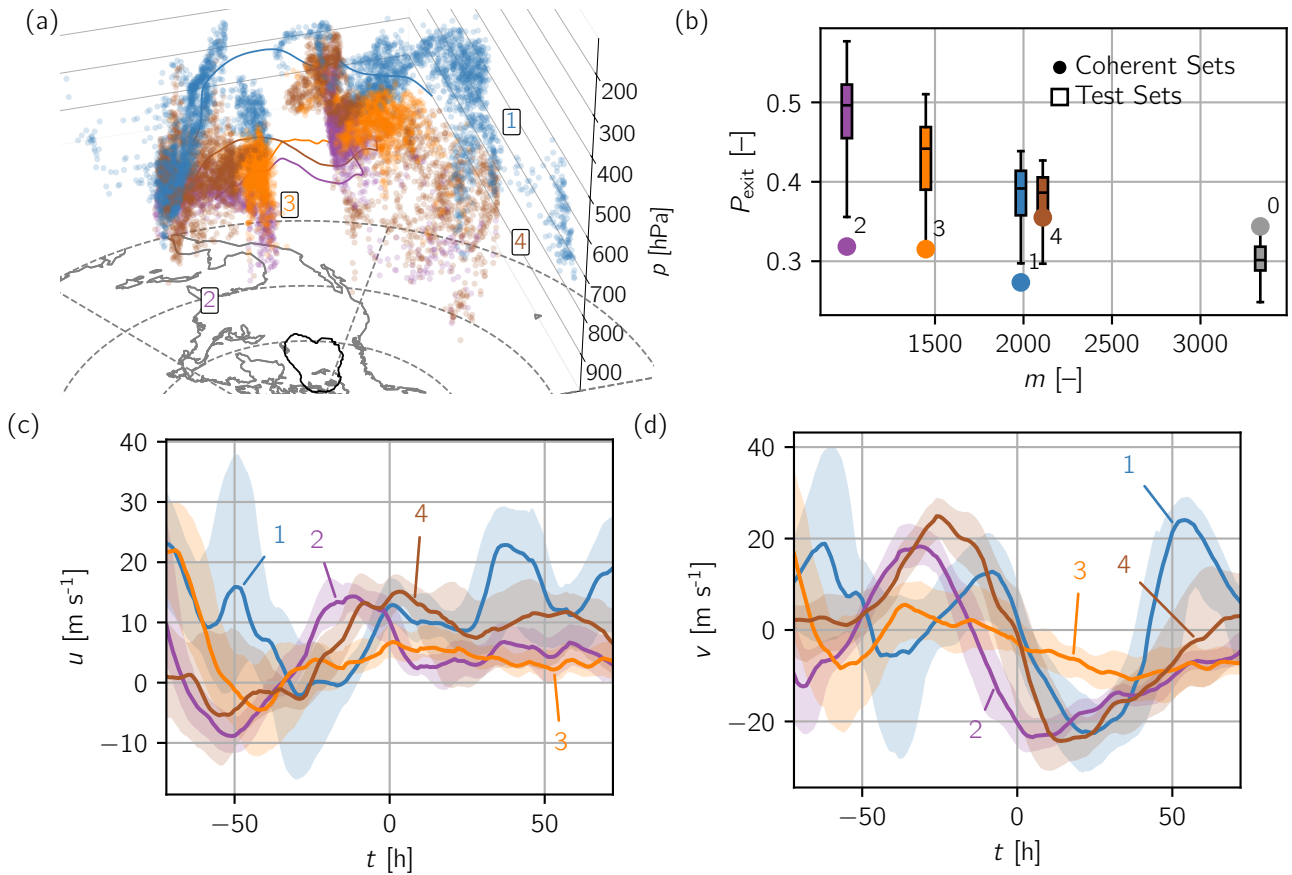 (a)
200
300
400
500
600
700
800
900
p [hPa]
1
3
4
2
(b)
Coherent Sets
Test Sets
0.5
0.4
0.3
P_exit [–]
2
3
1
4
0
1500 2000 2500 3000
m [–]
(c)
40
30
20
10
0
−10
u [m s⁻¹]
1
2
4
3
−50 0 50
t [h]
(d)
40
20
0
−20
v [m s⁻¹]
1
3
4
2
−50 0 50
t [h]